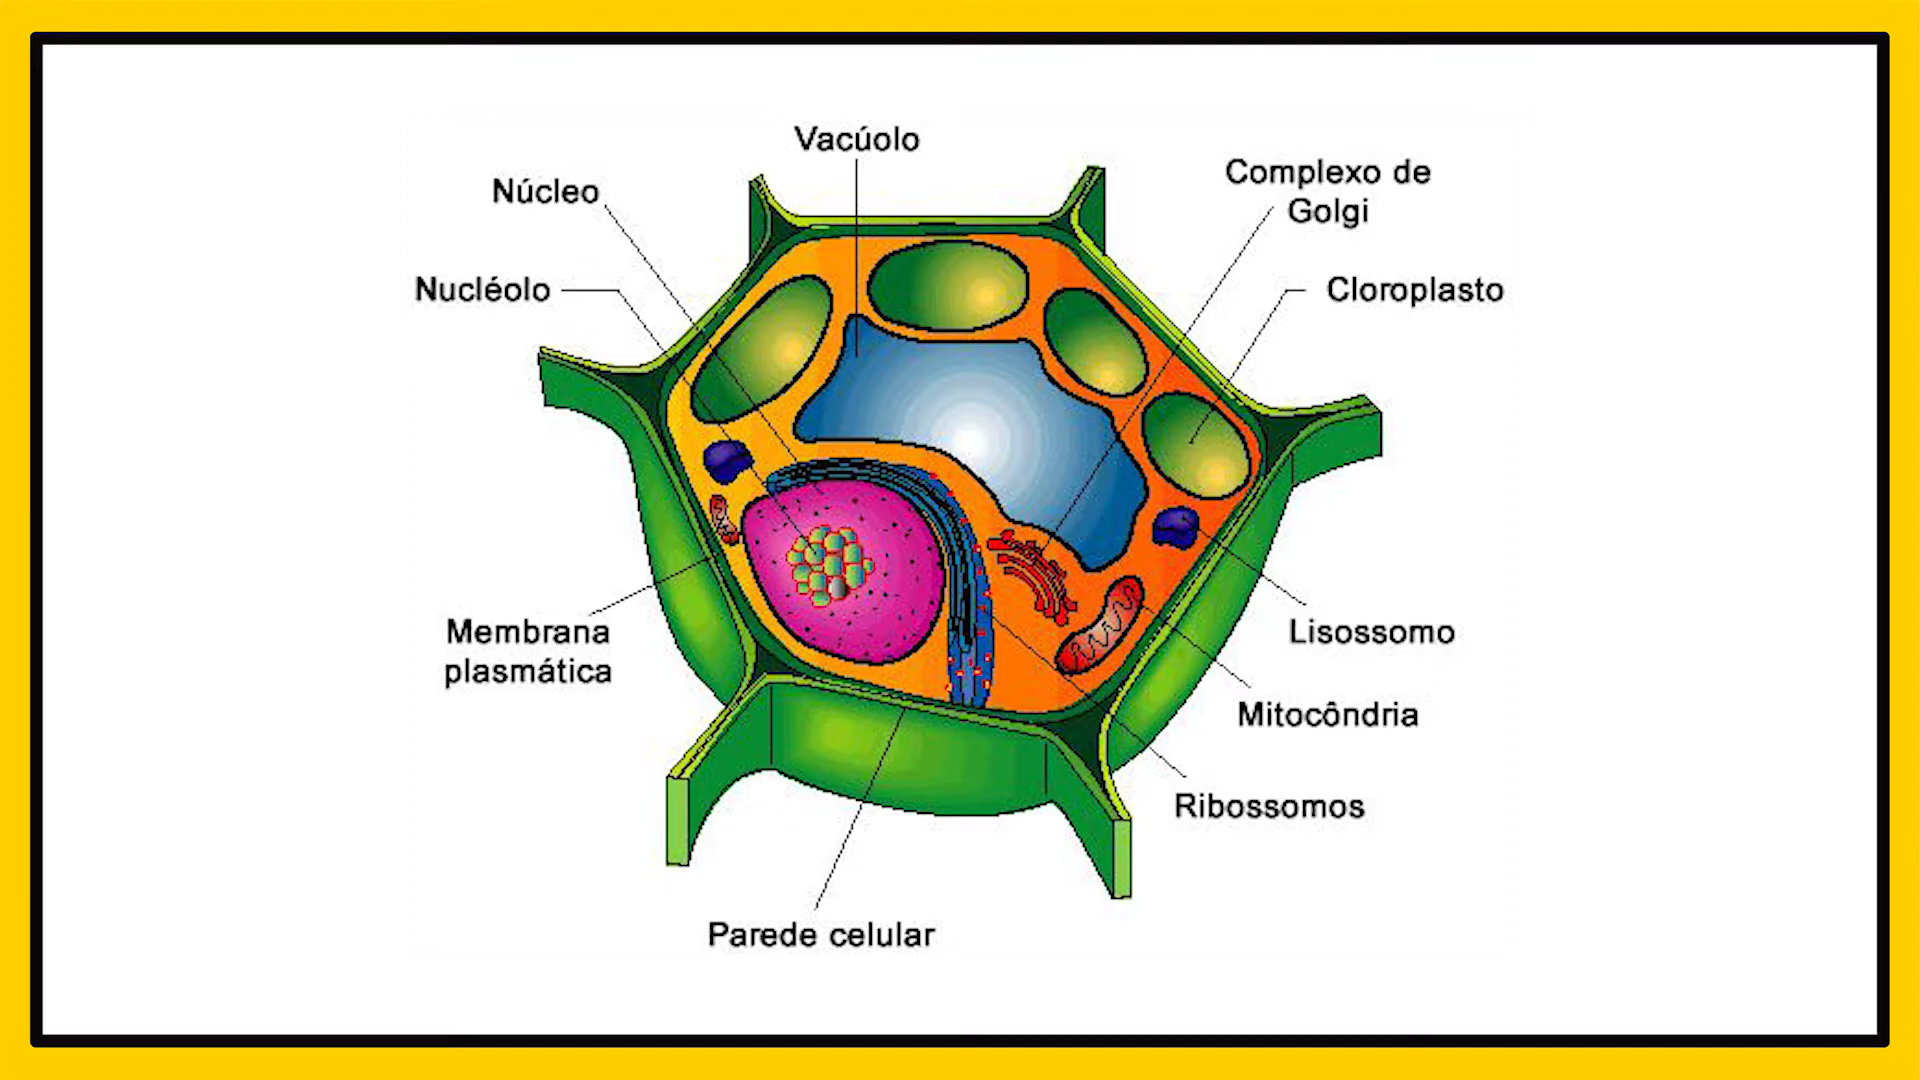 Vacúolo
Complexo de
Golgi
Núcleo
Nucléolo
Cloroplasto
Membrana
plasmática
Lisossomo
Mitocôndria
Ribossomos
Parede celular